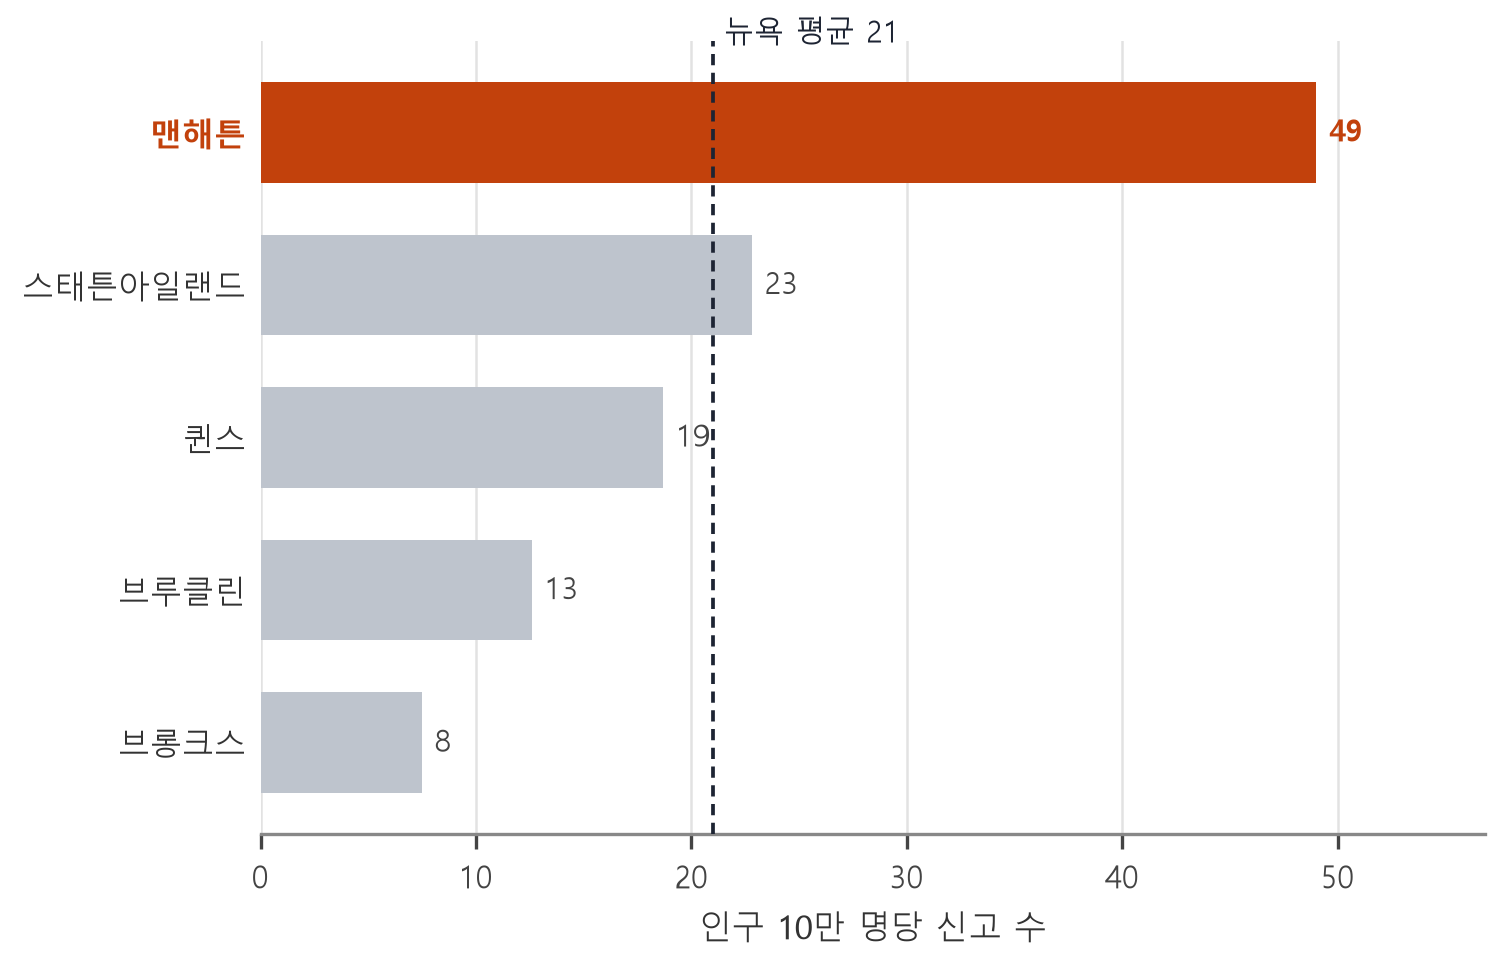 뉴욕 평균 21
맨해튼 49
스태튼아일랜드 23
퀸스 19
브루클린 13
브롱크스 8
0 10 20 30 40 50
인구 10만 명당 신고 수